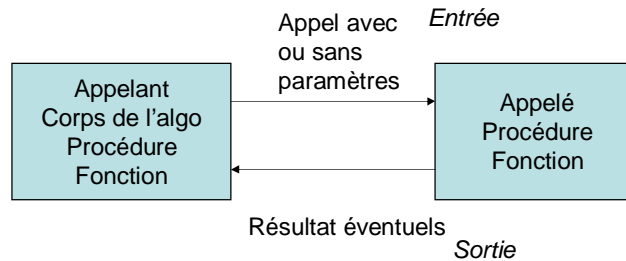 Appel avec
ou sans
paramètres
Entrée
Appelant
Corps de l'algo
Procédure
Fonction
Appelé
Procédure
Fonction
Résultat éventuels
Sortie